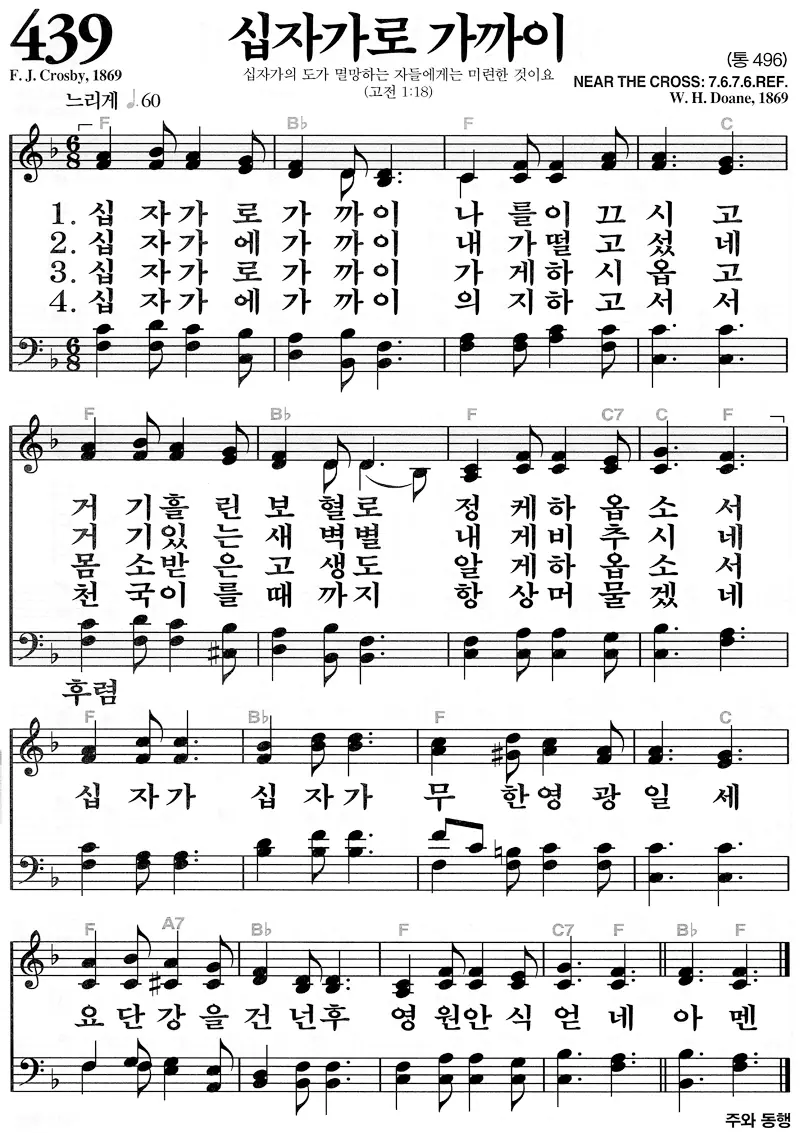 439
십자가로 가까이
(통 496)
F. J. Crosby, 1869
십자가의 도가 멸망하는 자들에게는 미련한 것이요
NEAR THE CROSS: 7.6.7.6.REF.
(고전 1:18)
W. H. Doane, 1869
느리게 ♩.60
F B♭ F C
6/8
1. 십 자 가 로 가 까 이 나 를 이 끄 시 고
2. 십 자 가 에 가 까 이 내 가 떨 고 섰 네
3. 십 자 가 로 가 까 이 가 게 하 시 옵 고
4. 십 자 가 에 가 까 이 의 지 하 고 서 서
6/8
F B♭ F C7 C F
거 기 흘 린 보 혈 로 정 케 하 옵 소 서
거 기 있 는 새 벽 별 내 게 비 추 시 네
몸 소 받 은 고 생 도 알 게 하 옵 소 서
천 국 이 를 때 까 지 항 상 머 물 겠 네
후렴
F B♭ F C
십 자 가 십 자 가 무 한 영 광 일 세
F A7 B♭ F C7 F B♭ F
요 단 강 을 건 넌 후 영 원 안 식 얻 네 아 멘
주와 동행